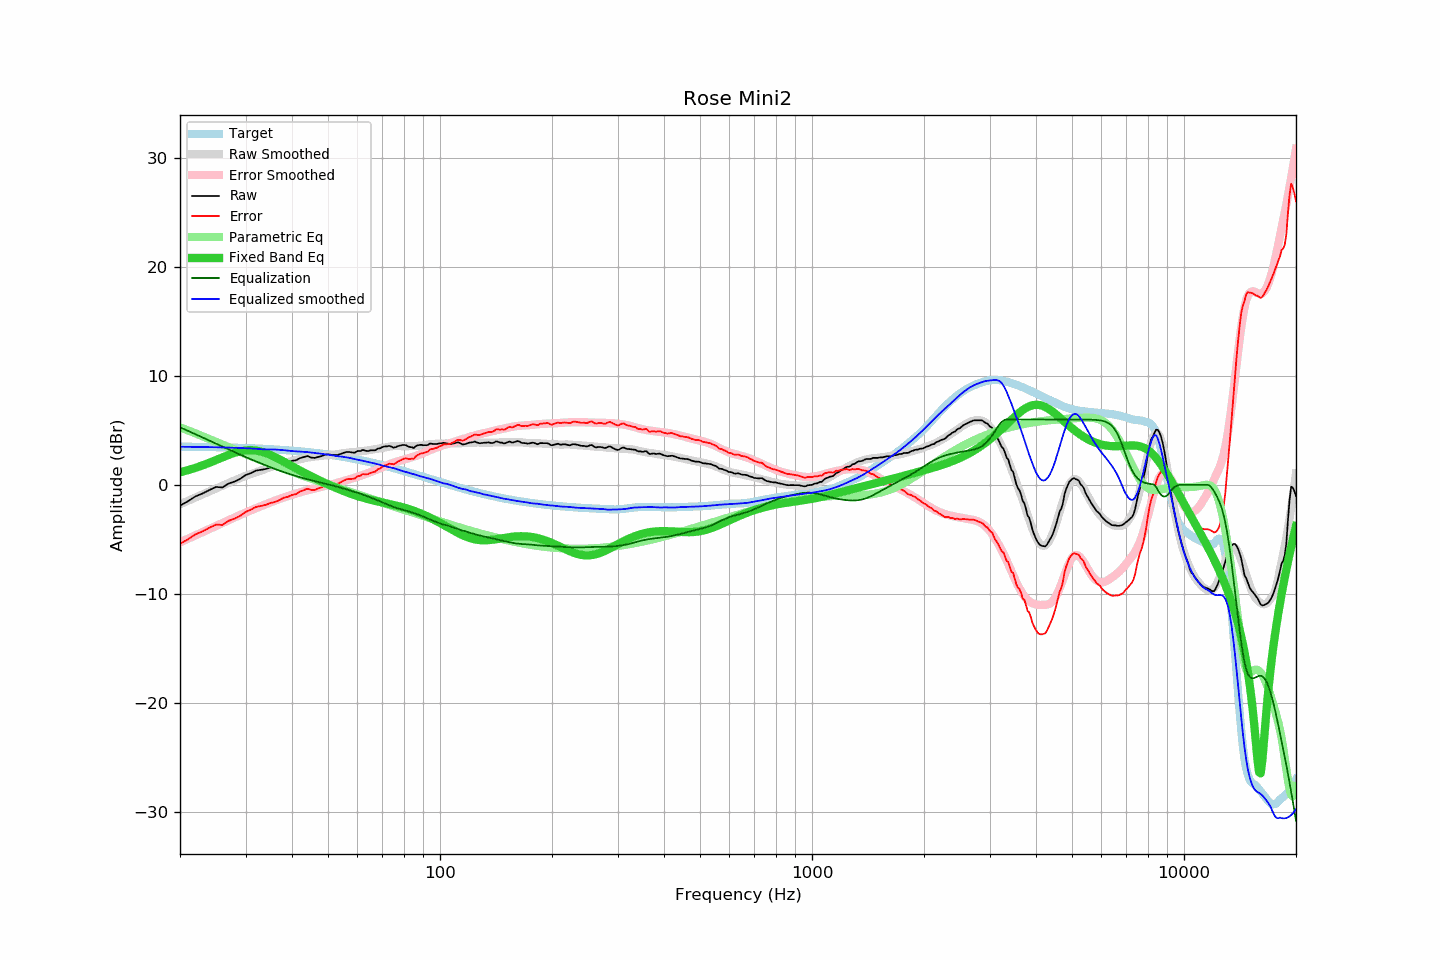 Rose Mini2
Target
Raw Smoothed
Error Smoothed
Raw
Error
Parametric Eq
Fixed Band Eq
Equalization
Equalized smoothed
Amplitude (dBr)
30
20
10
0
−10
−20
−30
100
1000
10000
Frequency (Hz)